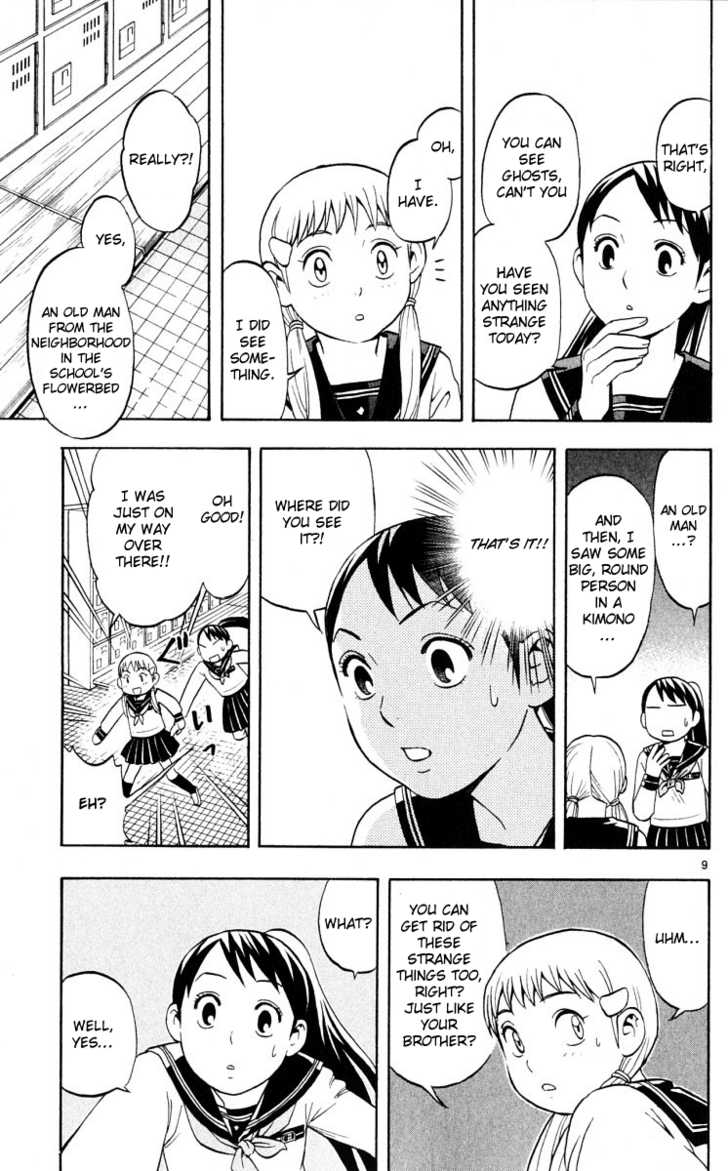 THAT'S
RIGHT,
YOU CAN
SEE
GHOSTS,
CAN'T YOU
HAVE
YOU SEEN
ANYTHING
STRANGE
TODAY?
OH,
I
HAVE.
I DID
SEE
SOME-
THING.
REALLY?!
YES,
AN OLD MAN
FROM THE
NEIGHBORHOOD
IN THE
SCHOOL'S
FLOWERBED
...
AN OLD
MAN
...?
AND
THEN, I
SAW SOME
BIG, ROUND
PERSON
IN A
KIMONO
...
THAT'S IT!!
WHERE DID
YOU SEE
IT?!
OH
GOOD!
I WAS
JUST ON
MY WAY
OVER
THERE!!
ぐい
EH?
9
UHM...
YOU CAN
GET RID OF
THESE
STRANGE
THINGS TOO,
RIGHT?
JUST LIKE
YOUR
BROTHER?
WHAT?
WELL,
YES...